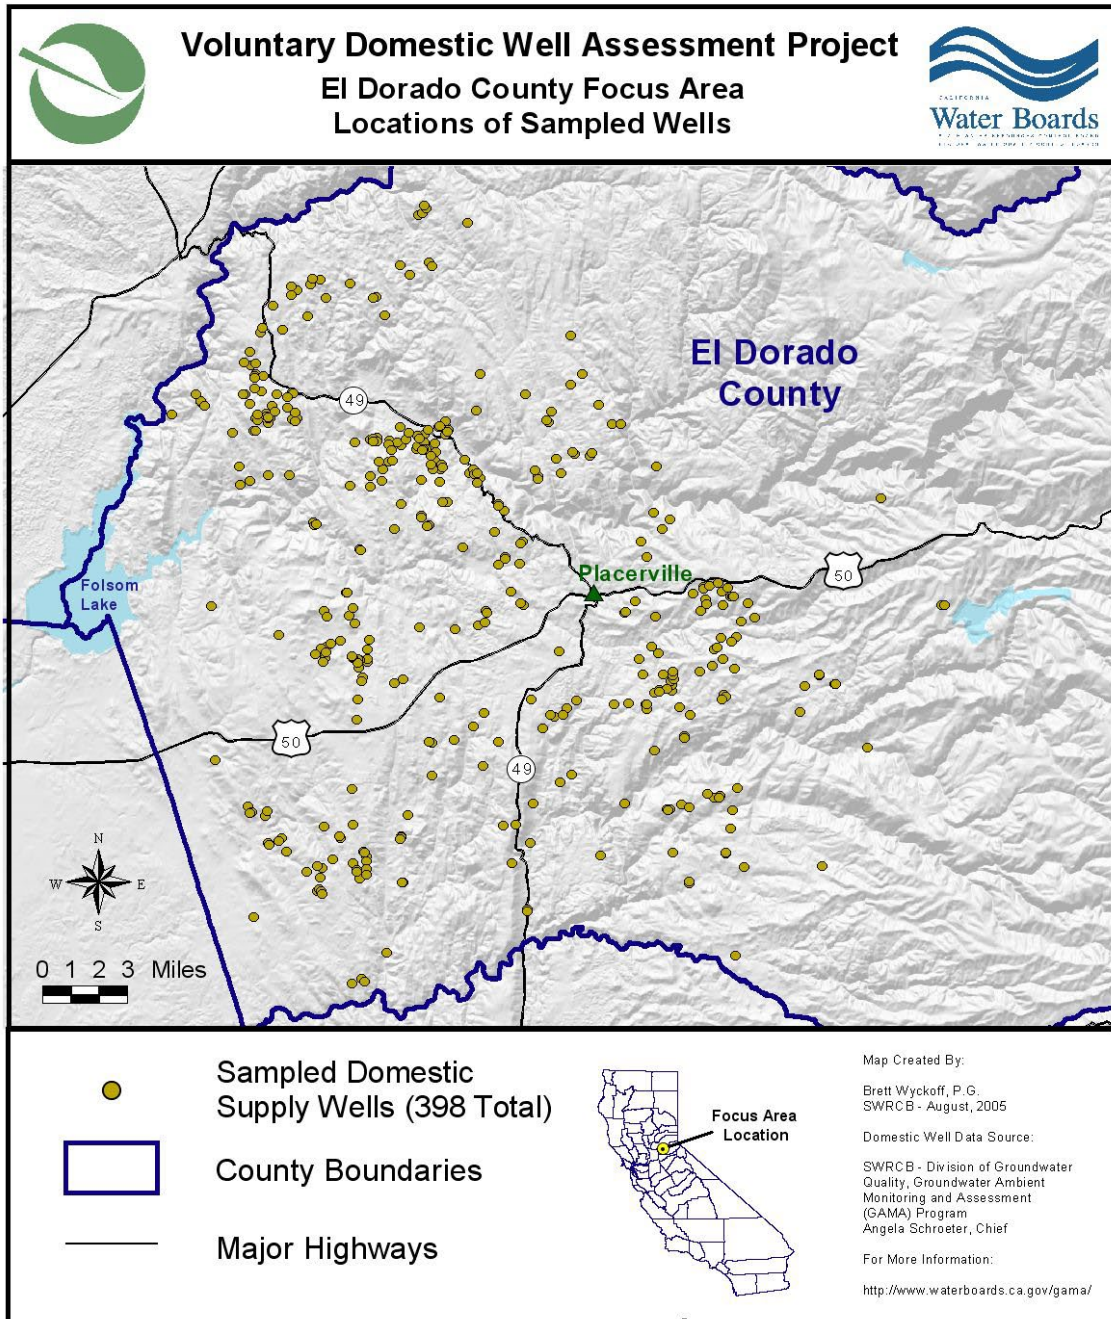 Voluntary Domestic Well Assessment Project
El Dorado County Focus Area
Locations of Sampled Wells
CALIFORNIA
Water Boards
El Dorado
County
49
50
Placerville
Folsom
Lake
50
49
N
W E
S
0 1 2 3 Miles
Sampled Domestic
Supply Wells (398 Total)
County Boundaries
Major Highways
Focus Area
Location
Map Created By:
Brett Wyckoff, P.G.
SWRCB - August, 2005
Domestic Well Data Source:
SWRCB - Division of Groundwater
Quality, Groundwater Ambient
Monitoring and Assessment
(GAMA) Program
Angela Schroeter, Chief
For More Information:
http://www.waterboards.ca.gov/gama/